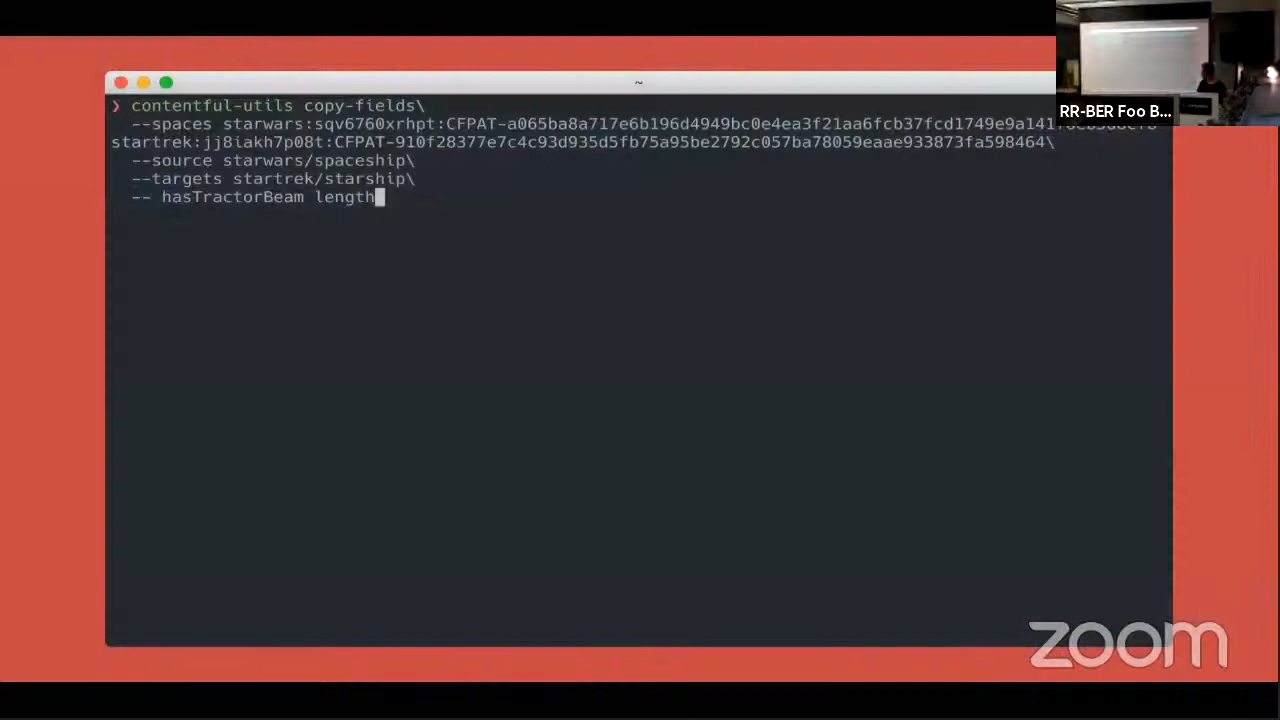 ~
❯ contentful-utils copy-fields\
--spaces starwars:sqv6760xrhpt:CFPAT-a065ba8a717e6b196d4949bc0e4ea3f21aa6fcb37fcd1749e9a141
startrek:jj8iakh7p08t:CFPAT-910f28377e7c4c93d935d5fb75a95be2792c057ba78059eaae933873fa598464\
--source starwars/spaceship\
--targets startrek/starship\
-- hasTractorBeam length
RR-BER Foo B...
zoom